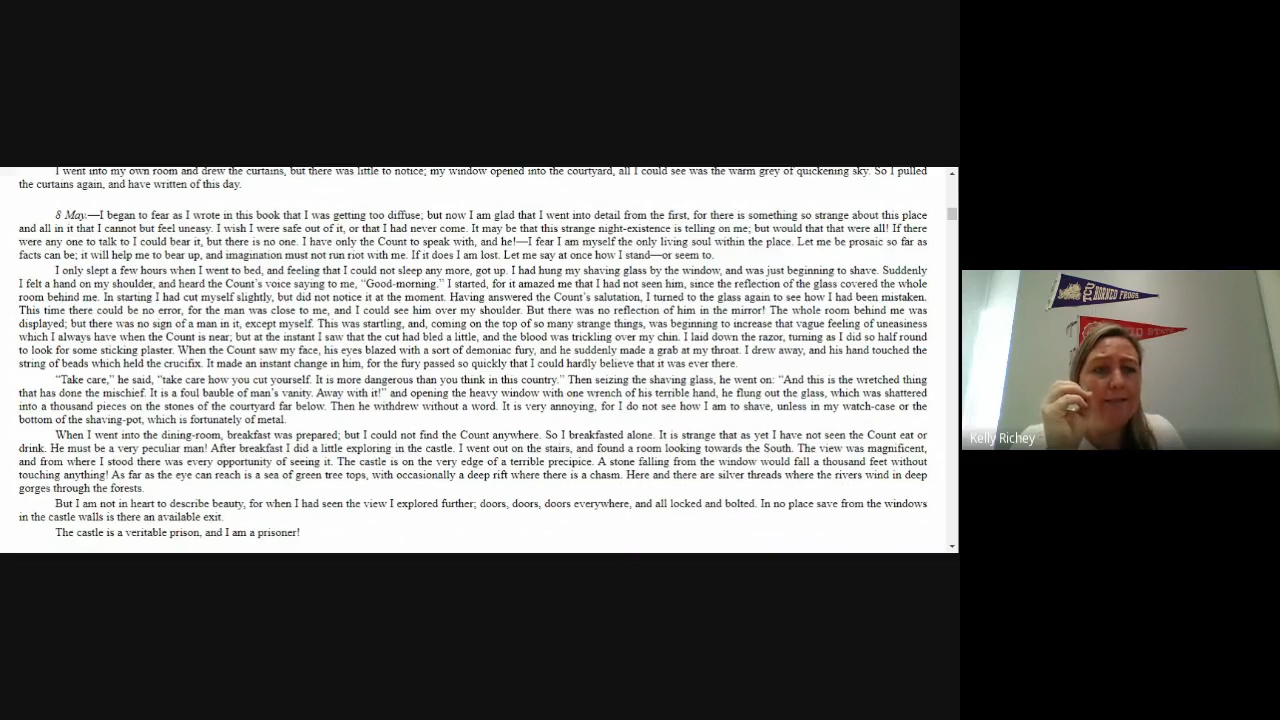 I went into my own room and drew the curtains, but there was little to notice; my window opened into the courtyard, all I could see was the warm grey of quickening sky. So I pulled
the curtains again, and have written of this day.
8 May.—I began to fear as I wrote in this book that I was getting too diffuse; but now I am glad that I went into detail from the first, for there is something so strange about this place
and all in it that I cannot but feel uneasy. I wish I were safe out of it, or that I had never come. It may be that this strange night-existence is telling on me; but would that that were all! If there
were any one to talk to I could bear it, but there is no one. I have only the Count to speak with, and he!—I fear I am myself the only living soul within the place. Let me be prosaic so far as
facts can be; it will help me to bear up, and imagination must not run riot with me. If it does I am lost. Let me say at once how I stand—or seem to.
I only slept a few hours when I went to bed, and feeling that I could not sleep any more, got up. I had hung my shaving glass by the window, and was just beginning to shave. Suddenly
I felt a hand on my shoulder, and heard the Count's voice saying to me, “Good-morning.” I started, for it amazed me that I had not seen him, since the reflection of the glass covered the whole
room behind me. In starting I had cut myself slightly, but did not notice it at the moment. Having answered the Count's salutation, I turned to the glass again to see how I had been mistaken.
This time there could be no error, for the man was close to me, and I could see him over my shoulder. But there was no reflection of him in the mirror! The whole room behind me was
displayed; but there was no sign of a man in it, except myself. This was startling, and, coming on the top of so many strange things, was beginning to increase that vague feeling of uneasiness
which I always have when the Count is near; but at the instant I saw that the cut had bled a little, and the blood was trickling over my chin. I laid down the razor, turning as I did so half round
to look for some sticking plaster. When the Count saw my face, his eyes blazed with a sort of demoniac fury, and he suddenly made a grab at my throat. I drew away, and his hand touched the
string of beads which held the crucifix. It made an instant change in him, for the fury passed so quickly that I could hardly believe that it was ever there.
“Take care,” he said, “take care how you cut yourself. It is more dangerous than you think in this country.” Then seizing the shaving glass, he went on: “And this is the wretched thing
that has done the mischief. It is a foul bauble of man's vanity. Away with it!” and opening the heavy window with one wrench of his terrible hand, he flung out the glass, which was shattered
into a thousand pieces on the stones of the courtyard far below. Then he withdrew without a word. It is very annoying, for I do not see how I am to shave, unless in my watch-case or the
bottom of the shaving-pot, which is fortunately of metal.
When I went into the dining-room, breakfast was prepared; but I could not find the Count anywhere. So I breakfasted alone. It is strange that as yet I have not seen the Count eat or
drink. He must be a very peculiar man! After breakfast I did a little exploring in the castle. I went out on the stairs, and found a room looking towards the South. The view was magnificent,
and from where I stood there was every opportunity of seeing it. The castle is on the very edge of a terrible precipice. A stone falling from the window would fall a thousand feet without
touching anything! As far as the eye can reach is a sea of green tree tops, with occasionally a deep rift where there is a chasm. Here and there are silver threads where the rivers wind in deep
gorges through the forests.
But I am not in heart to describe beauty, for when I had seen the view I explored further; doors, doors, doors everywhere, and all locked and bolted. In no place save from the windows
in the castle walls is there an available exit.
The castle is a veritable prison, and I am a prisoner!
TCU HORNED FROGS
Kelly Richey